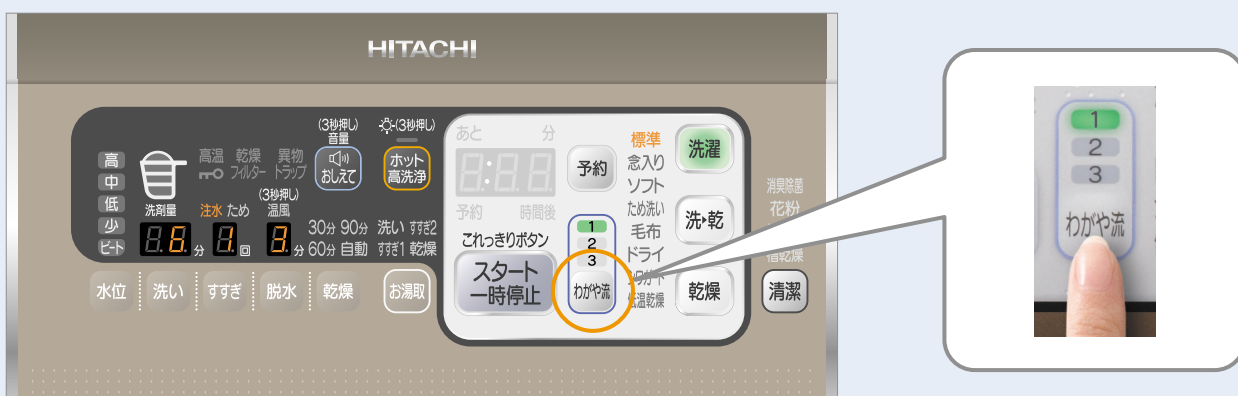 HITACHI
高
中
低
少
ビート
洗剤量
高温 乾燥フィルター 異物トラップ
(3秒押し)
音量
おしえて
(3秒押し)
ホット高洗浄
注水 ため
(3秒押し)
温風
8 分 1 回 3 分
30分 90分
60分 自動
洗い すすぎ2
すすぎ1 乾燥
水位 洗い すすぎ 脱水 乾燥 お湯取
あと 分
予約 時間後
予約
これっきりボタン
スタート
一時停止
1
2
3
わがや流
標準
念入り
ソフト
ため洗い
毛布
ドライ
低温乾燥
洗濯
洗・乾
乾燥
消臭除菌
花粉
清潔
1
2
3
わがや流